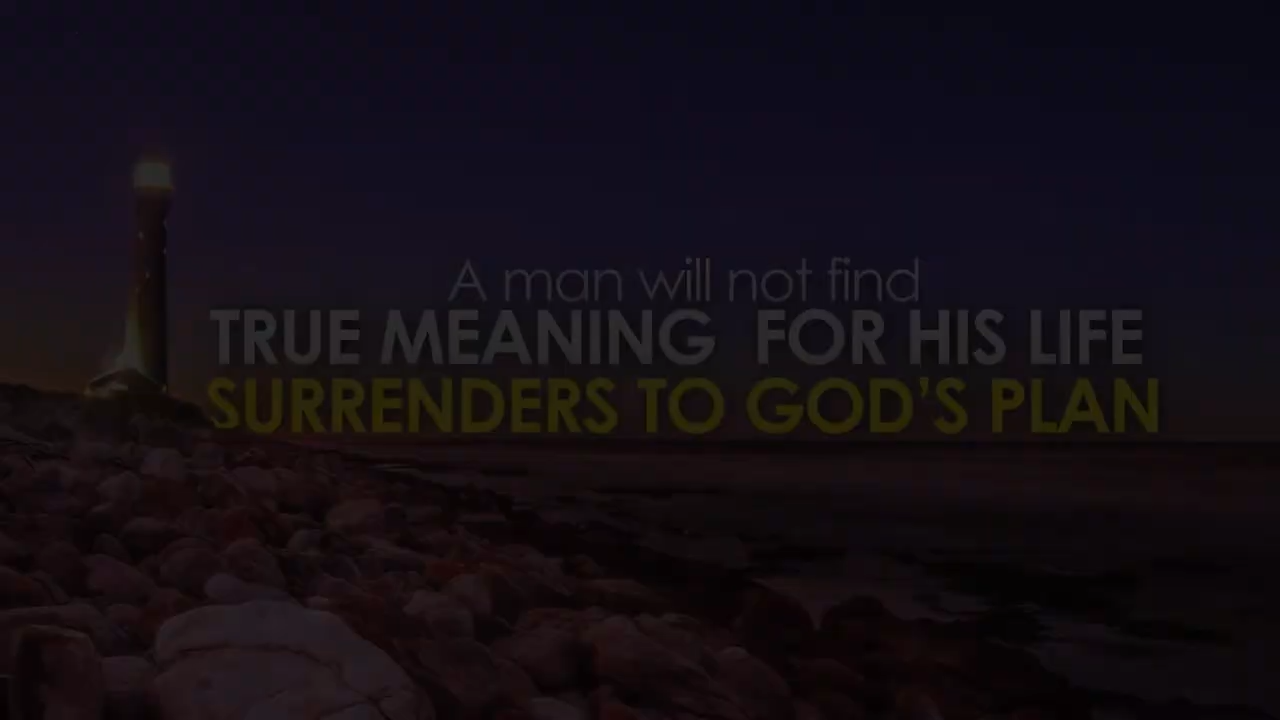 A man will not find
TRUE MEANING FOR HIS LIFE
SURRENDERS TO GOD'S PLAN